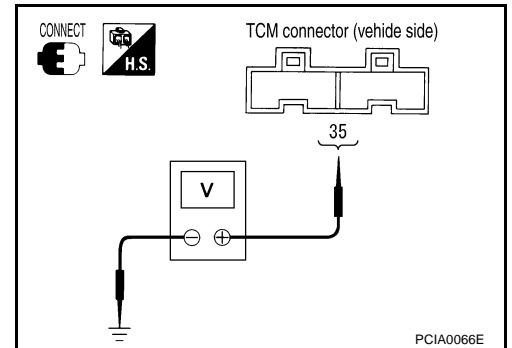 CONNECT
H.S.
TCM connector (vehide side)
35
V
PCIA0066E